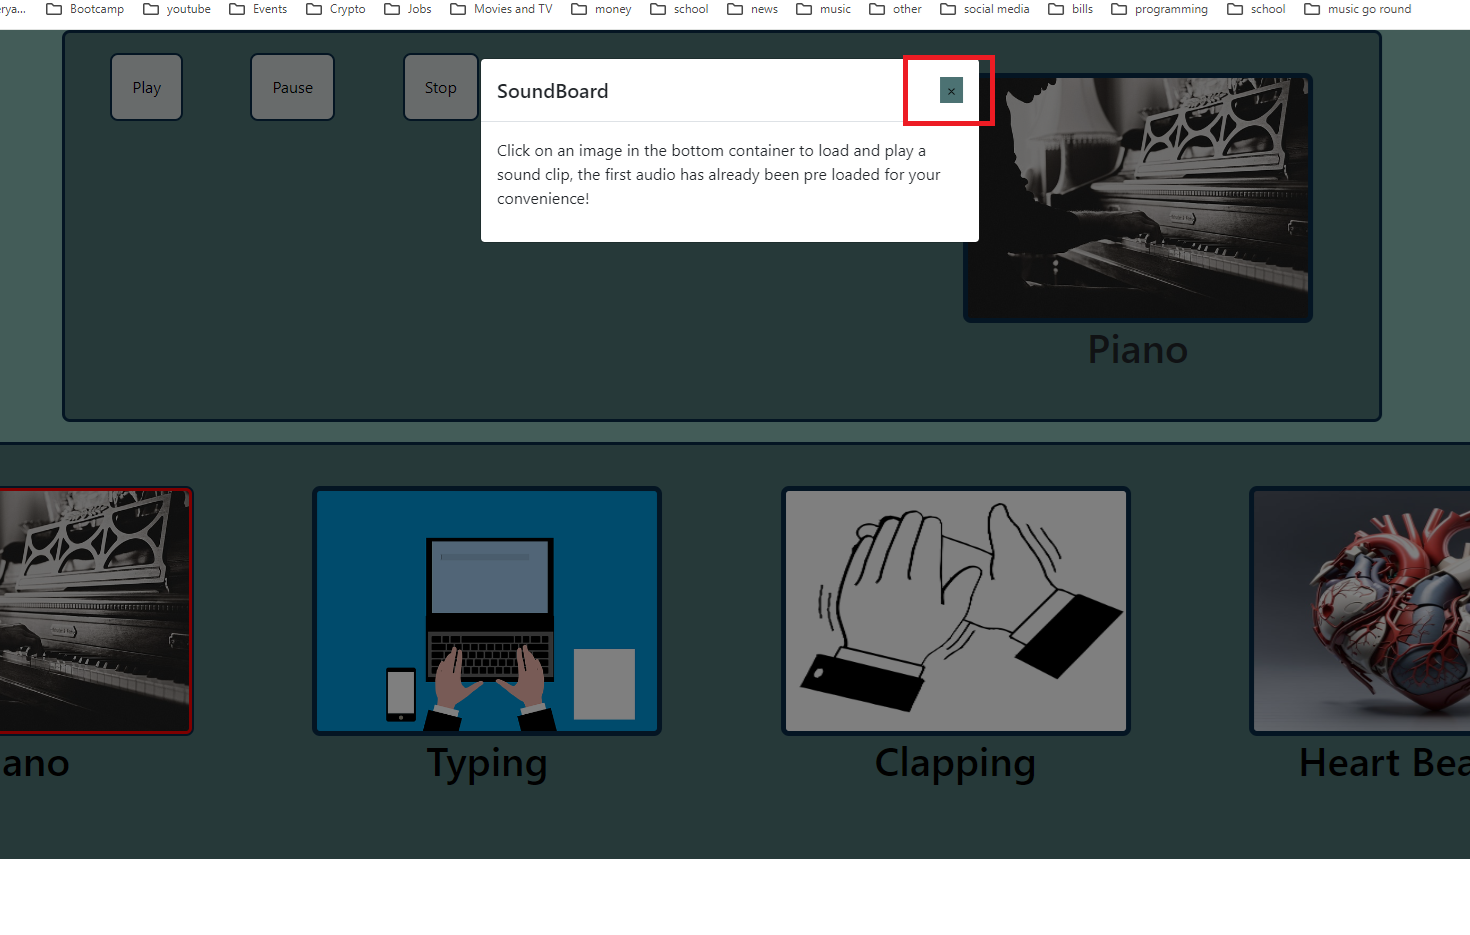 erya... Bootcamp youtube Events Crypto Jobs Movies and TV money school news music other social media bills programming school music go round
Play Pause Stop
SoundBoard ×
Click on an image in the bottom container to load and play a
sound clip, the first audio has already been pre loaded for your
convenience!
Piano
ano Typing Clapping Heart Bea